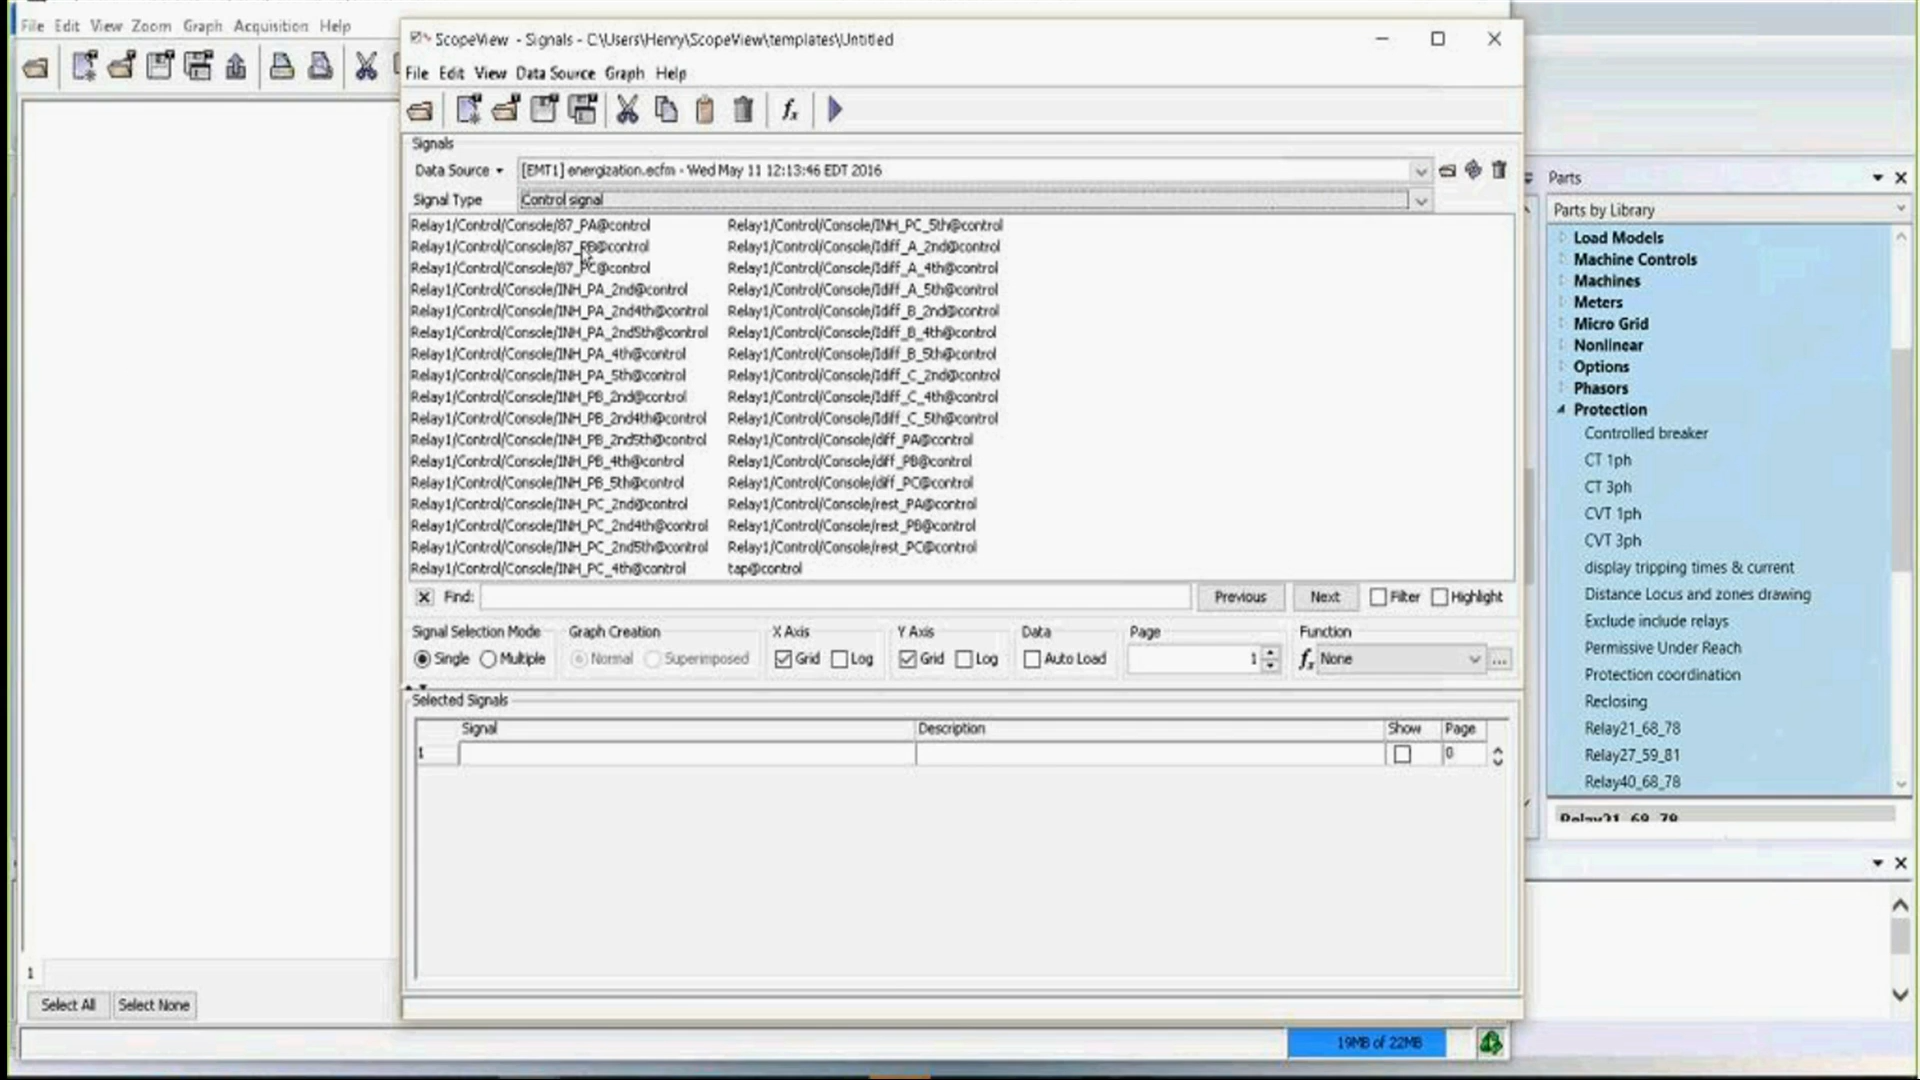 File Edit View Zoom Graph Acquisition Help
ScopeView - Signals - C:\Users\Henry\ScopeView\templates\Untitled
File Edit View Data Source Graph Help
Signals
Data Source [EMT1] energization.ecfm - Wed May 11 12:13:46 EDT 2016
Signal Type Control signal
Relay1/Control/Console/87_PA@control Relay1/Control/Console/INH_PC_5th@control
Relay1/Control/Console/87_PB@control Relay1/Control/Console/Idiff_A_2nd@control
Relay1/Control/Console/87_PC@control Relay1/Control/Console/Idiff_A_4th@control
Relay1/Control/Console/INH_PA_2nd@control Relay1/Control/Console/Idiff_A_5th@control
Relay1/Control/Console/INH_PA_2nd4th@control Relay1/Control/Console/Idiff_B_2nd@control
Relay1/Control/Console/INH_PA_2nd5th@control Relay1/Control/Console/Idiff_B_4th@control
Relay1/Control/Console/INH_PA_4th@control Relay1/Control/Console/Idiff_B_5th@control
Relay1/Control/Console/INH_PA_5th@control Relay1/Control/Console/Idiff_C_2nd@control
Relay1/Control/Console/INH_PB_2nd@control Relay1/Control/Console/Idiff_C_4th@control
Relay1/Control/Console/INH_PB_2nd4th@control Relay1/Control/Console/Idiff_C_5th@control
Relay1/Control/Console/INH_PB_2nd5th@control Relay1/Control/Console/diff_PA@control
Relay1/Control/Console/INH_PB_4th@control Relay1/Control/Console/diff_PB@control
Relay1/Control/Console/INH_PB_5th@control Relay1/Control/Console/diff_PC@control
Relay1/Control/Console/INH_PC_2nd@control Relay1/Control/Console/rest_PA@control
Relay1/Control/Console/INH_PC_2nd4th@control Relay1/Control/Console/rest_PB@control
Relay1/Control/Console/INH_PC_2nd5th@control Relay1/Control/Console/rest_PC@control
Relay1/Control/Console/INH_PC_4th@control tap@control
Find: Previous Next Filter Highlight
Signal Selection Mode Graph Creation X Axis Y Axis Data Page Function
Single Multiple Normal Superimposed Grid Log Grid Log Auto Load 1 fx None ...
Selected Signals
Signal Description Show Page
1 0
1
Select All Select None
19MB of 22MB
Parts
Parts by Library
Load Models
Machine Controls
Machines
Meters
Micro Grid
Nonlinear
Options
Phasors
Protection
Controlled breaker
CT 1ph
CT 3ph
CVT 1ph
CVT 3ph
display tripping times & current
Distance Locus and zones drawing
Exclude include relays
Permissive Under Reach
Protection coordination
Reclosing
Relay21_68_78
Relay27_59_81
Relay40_68_78
Relay21_68_78